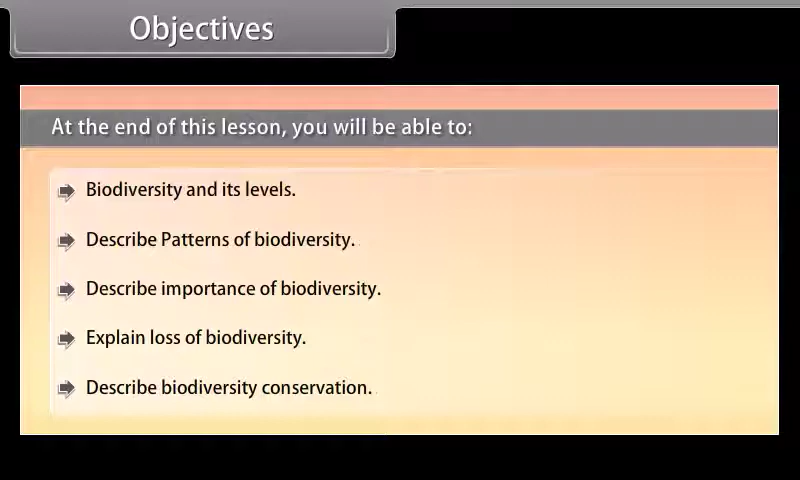 Objectives
At the end of this lesson, you will be able to:
Biodiversity and its levels.
Describe Patterns of biodiversity.
Describe importance of biodiversity.
Explain loss of biodiversity.
Describe biodiversity conservation.